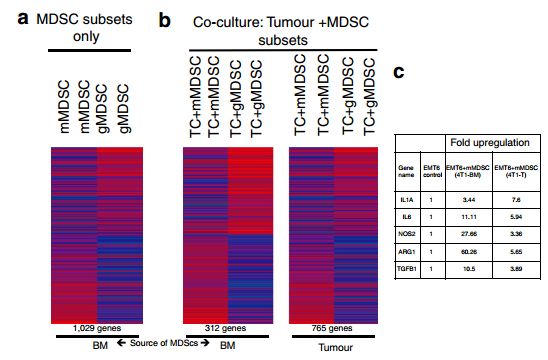 a
MDSC subsets
only
mMDSC
mMDSC
gMDSC
gMDSC
1,029 genes
BM
b
Co-culture: Tumour +MDSC
subsets
TC+mMDSC
TC+mMDSC
TC+gMDSC
TC+gMDSC
TC+mMDSC
TC+mMDSC
TC+gMDSC
TC+gMDSC
312 genes
765 genes
← Source of MDScs →
BM
Tumour
c
Fold upregulation
Gene name EMT6 control EMT6+mMDSC (4T1-BM) EMT6+mMDSC (4T1-T)
IL1A 1 3.44 7.6
IL6 1 11.11 5.94
NOS2 1 27.66 3.36
ARG1 1 60.26 5.65
TGFB1 1 10.5 3.89